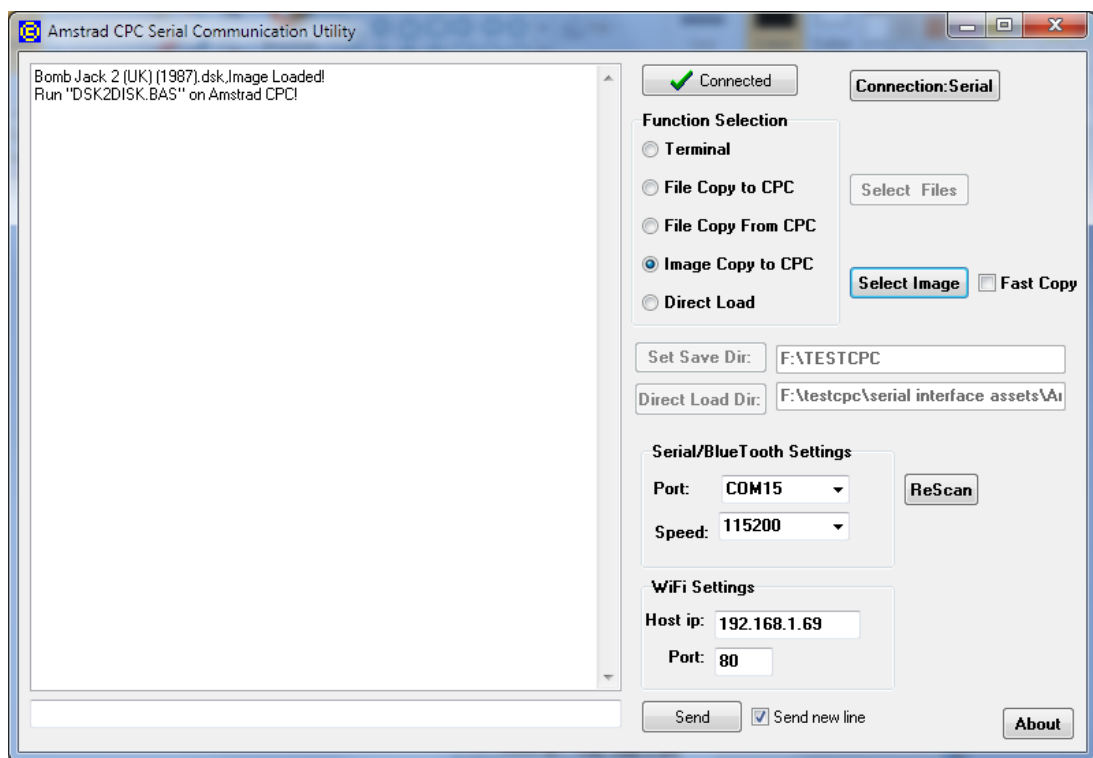 Amstrad CPC Serial Communication Utility
Bomb Jack 2 (UK) (1987).dsk,Image Loaded!
Run "DSK2DISK.BAS" on Amstrad CPC!
Connected
Connection:Serial
Function Selection
Terminal
File Copy to CPC
Select Files
File Copy From CPC
Image Copy to CPC
Select Image
Fast Copy
Direct Load
Set Save Dir:
F:\TESTCPC
Direct Load Dir:
F:\testcpc\serial interface assets\
Serial/BlueTooth Settings
Port:
COM15
ReScan
Speed:
115200
WiFi Settings
Host ip:
192.168.1.69
Port:
80
Send
Send new line
About